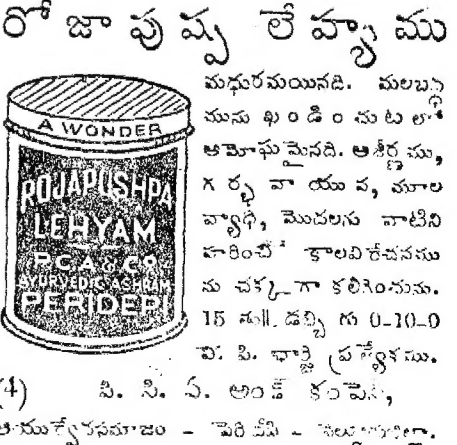 రోజాపుష్ప లేహ్యము
మధురమయినది. మలబద్ధ
మును ఖండించుటలో
అమోఘమైనది. అజీర్ణము,
గర్భవాయువు, మూల
వ్యాధి, మొదలగు వాటిని
హరించి కాలవిరేచనము
ను చక్కగా కలిగించును.
15 తు॥ డబ్బి గు 0-10-0
వి. పి. ఛార్జి ప్రత్యేకము.
(4) పి. సి. ఏ. అండ్ కంపెనీ,
పెరిదేపి -
A WONDER
ROJAPUSHPA
LEHYAM
P.C.A & CO.
AYURVEDIC ASHRAM
PERIDEPI